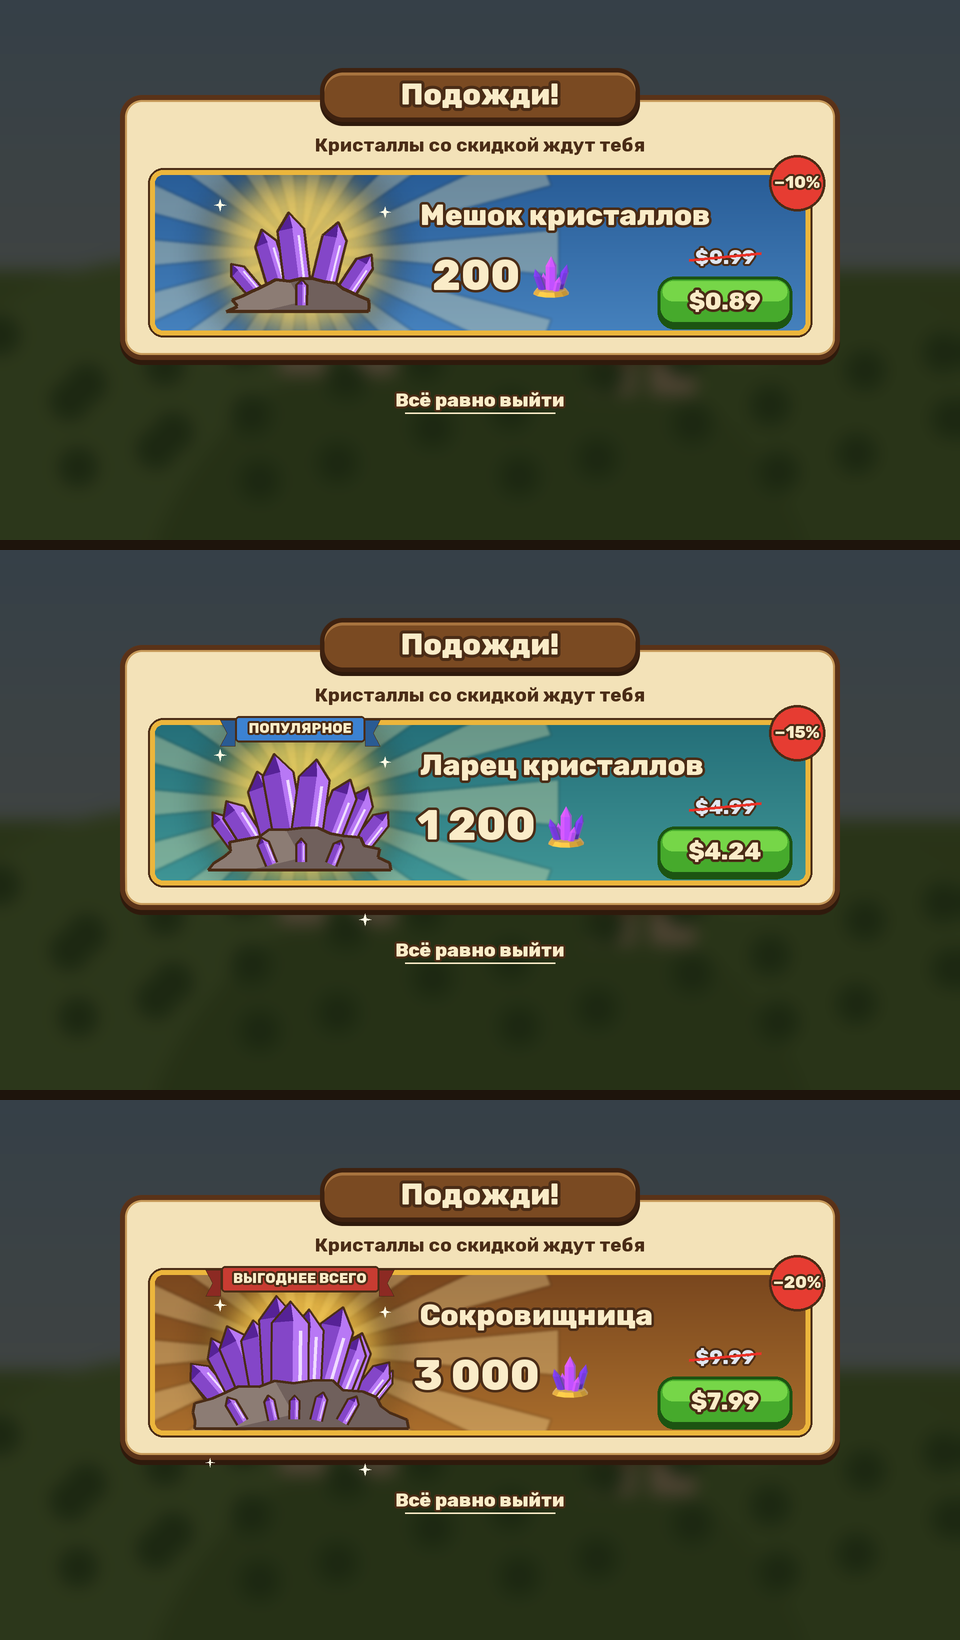 Подожди!
Кристаллы со скидкой ждут тебя
−10%
Мешок кристаллов
200
$0.99
$0.89
Всё равно выйти
Подожди!
Кристаллы со скидкой ждут тебя
ПОПУЛЯРНОЕ
−15%
Ларец кристаллов
1 200
$4.99
$4.24
Всё равно выйти
Подожди!
Кристаллы со скидкой ждут тебя
ВЫГОДНЕЕ ВСЕГО
−20%
Сокровищница
3 000
$9.99
$7.99
Всё равно выйти